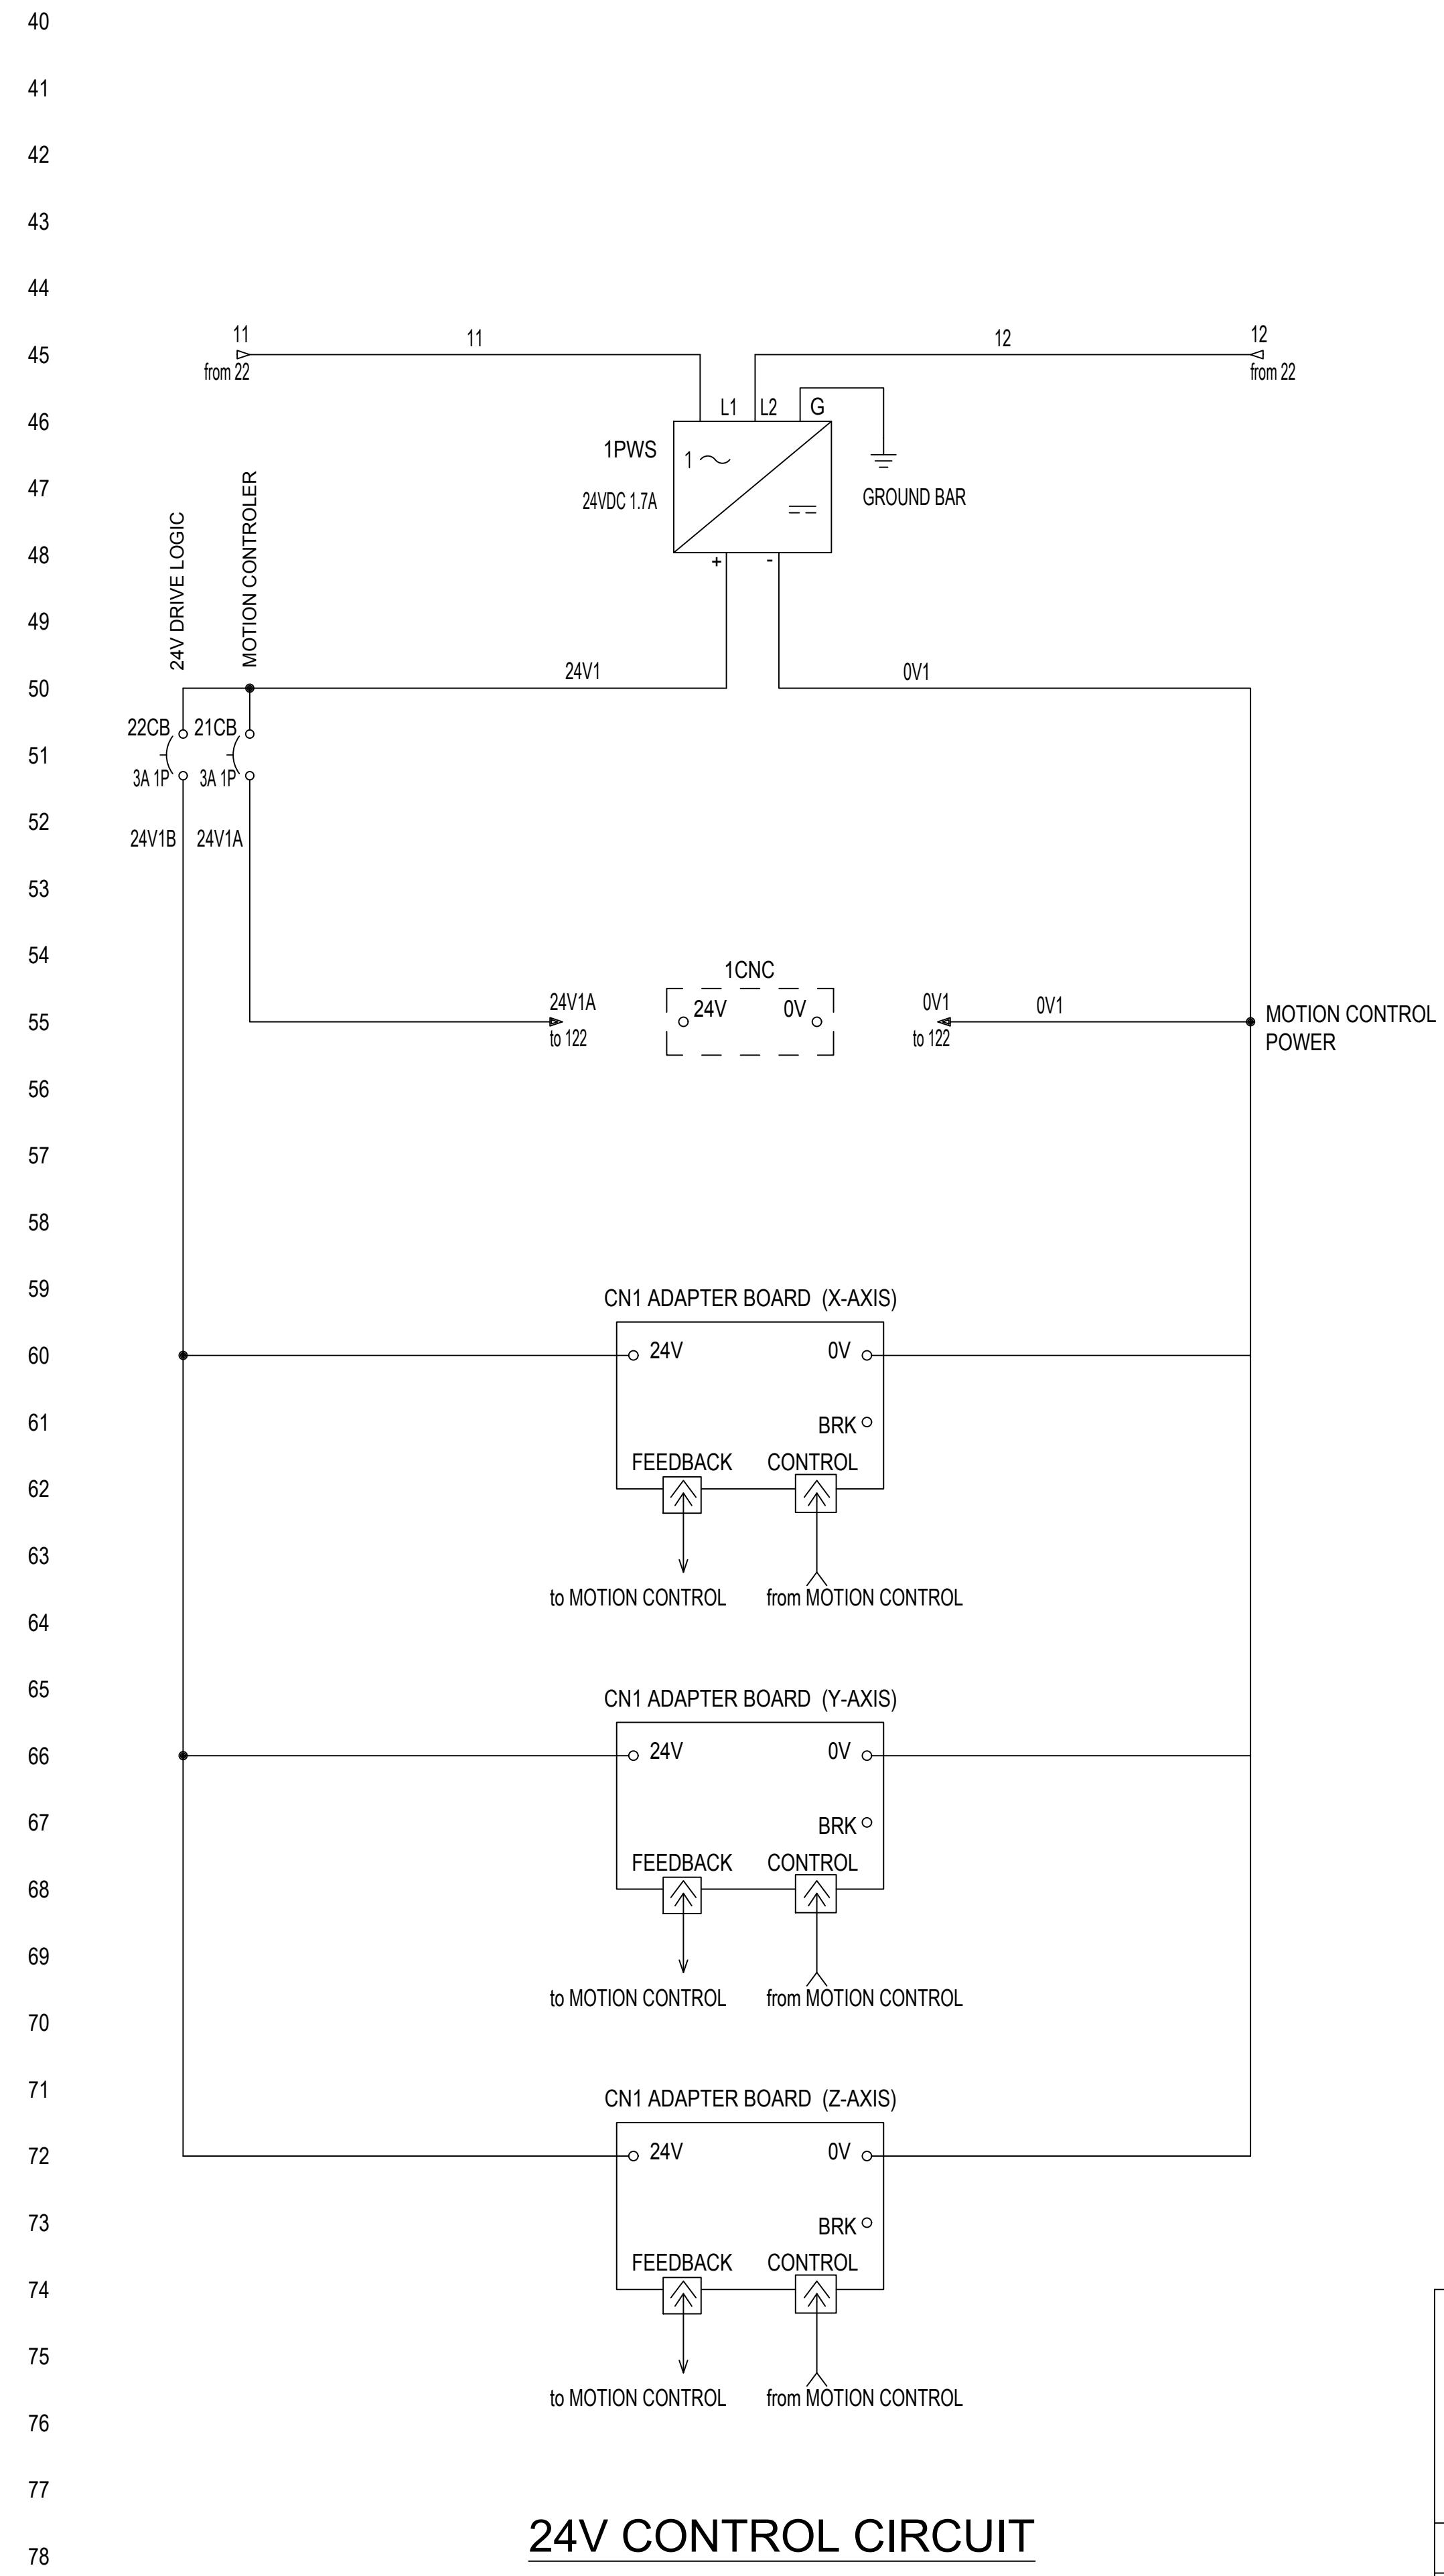 40
41
42
43
44
11 11 12 12
45
from 22 from 22
L1 L2 G
46
1PWS 1
47
24VDC 1.7A GROUND BAR
24V DRIVE LOGIC
MOTION CONTROLER
48
+ -
49
24V1 0V1
50
22CB 21CB
51
3A 1P 3A 1P
52
24V1B 24V1A
53
54
1CNC
24V1A 24V 0V 0V1 0V1 MOTION CONTROL
55
to 122 to 122 POWER
56
57
58
59
CN1 ADAPTER BOARD (X-AXIS)
60 24V 0V
61 BRK
FEEDBACK CONTROL
62
63
to MOTION CONTROL from MOTION CONTROL
64
65
CN1 ADAPTER BOARD (Y-AXIS)
66 24V 0V
67 BRK
FEEDBACK CONTROL
68
69
to MOTION CONTROL from MOTION CONTROL
70
71
CN1 ADAPTER BOARD (Z-AXIS)
72 24V 0V
73 BRK
FEEDBACK CONTROL
74
75
to MOTION CONTROL from MOTION CONTROL
76
77
24V CONTROL CIRCUIT
78